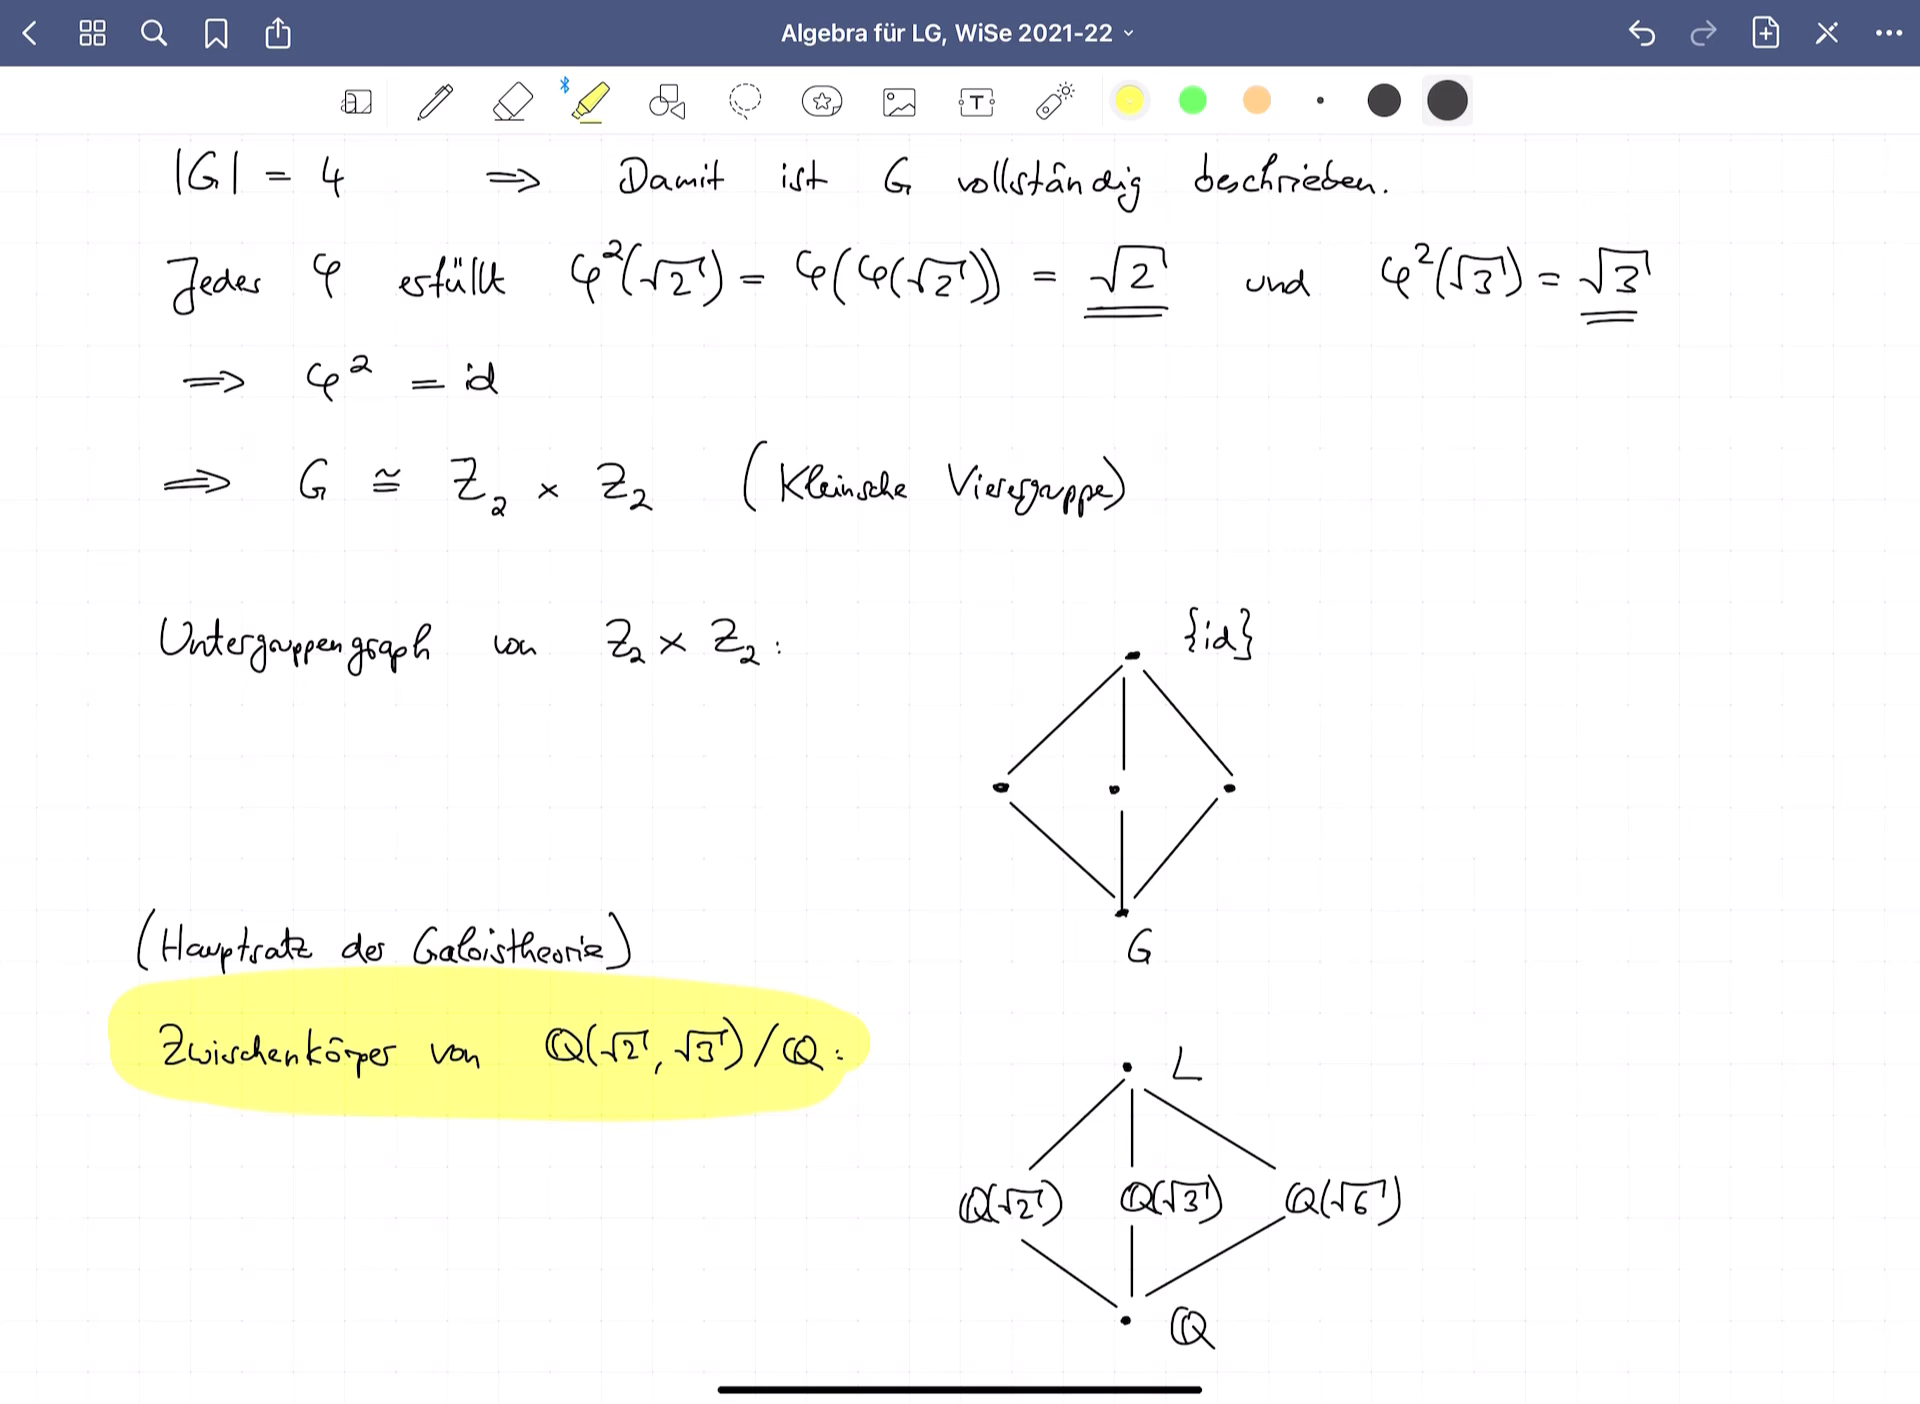 Algebra für LG, WiSe 2021-22
|G| = 4 ⟹ Damit ist G vollständig beschrieben.
Jedes φ erfüllt φ²(√2) = φ(φ(√2)) = √2 und φ²(√3) = √3
⟹ φ² = id
⟹ G ≅ Z₂ × Z₂ (Kleinsche Vierergruppe)
Untergruppengraph von Z₂ × Z₂:
{id}
G
(Hauptsatz der Galoistheorie)
Zwischenkörper von ℚ(√2, √3)/ℚ:
L
ℚ(√2) ℚ(√3) ℚ(√6)
ℚ